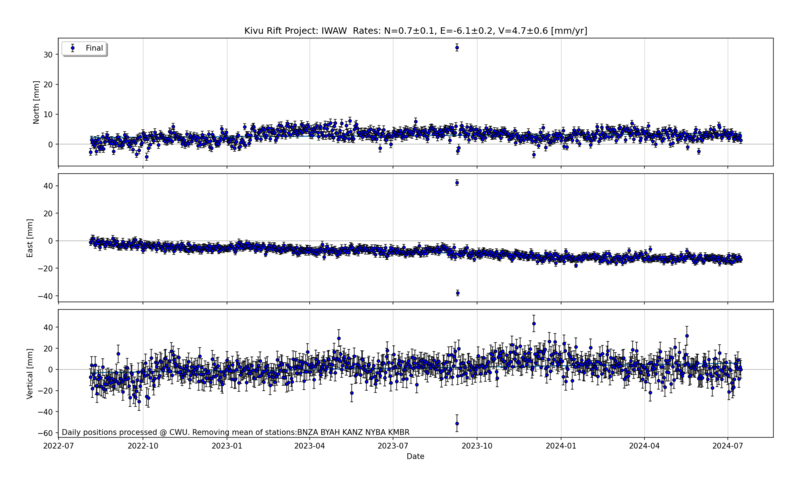 Kivu Rift Project: IWAW Rates: N=0.7±0.1, E=-6.1±0.2, V=4.7±0.6 [mm/yr]
Final
North [mm]
30
20
10
0
East [mm]
40
20
0
−20
−40
Vertical [mm]
40
20
0
−20
−40
−60
Daily positions processed @ CWU. Removing mean of stations:BNZA BYAH KANZ NYBA KMBR
2022-07 2022-10 2023-01 2023-04 2023-07 2023-10 2024-01 2024-04 2024-07
Date